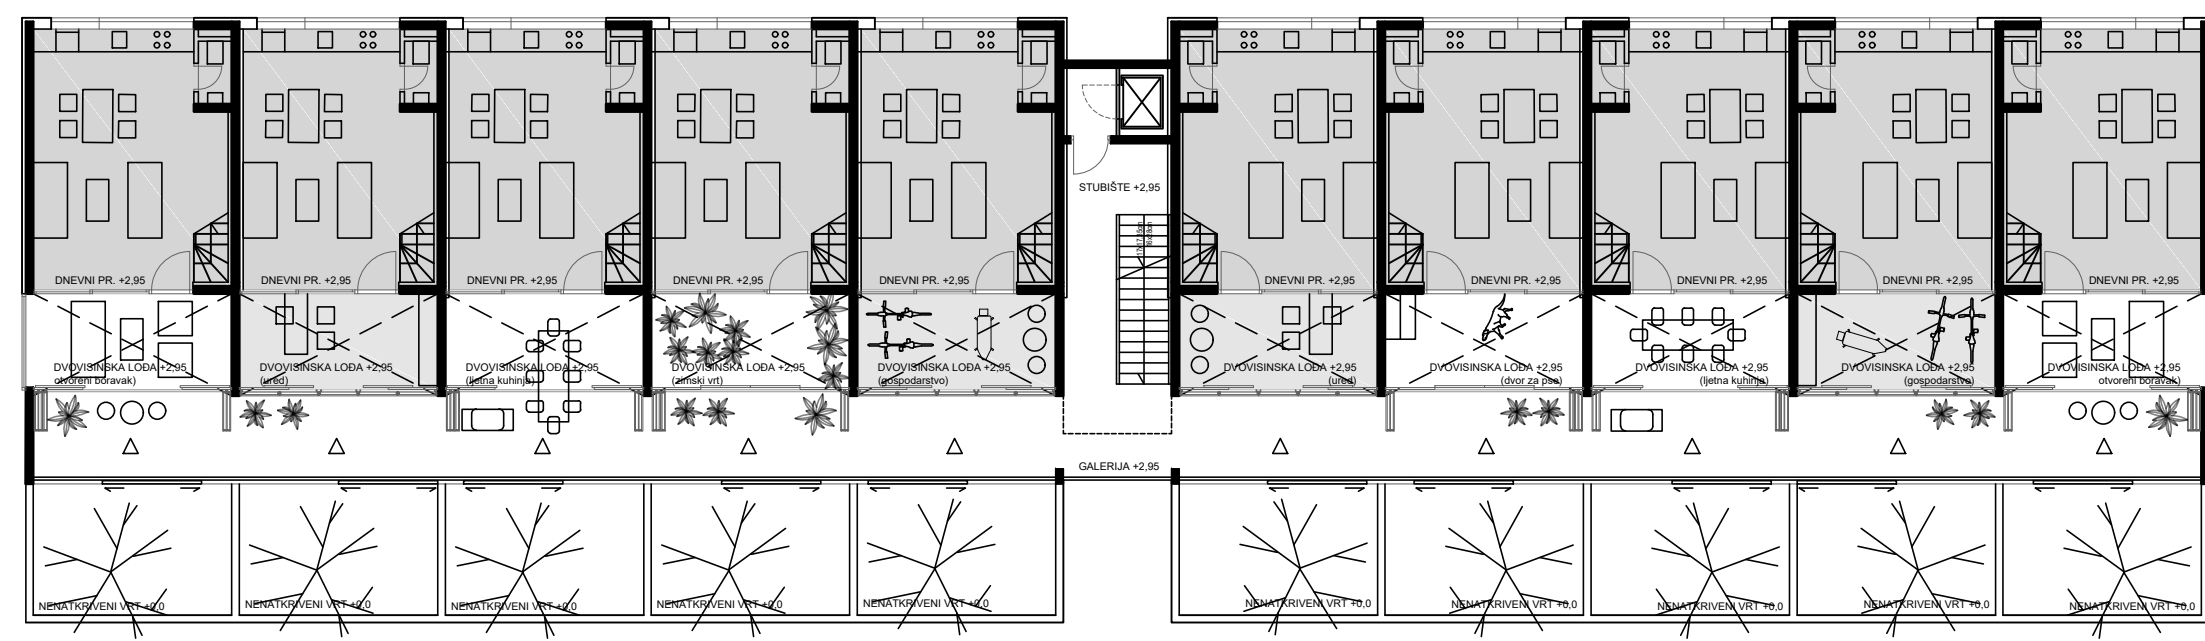 STUBIŠTE +2,95
17x17,35cm
16x28cm
DNEVNI PR. +2,95
DNEVNI PR. +2,95
DNEVNI PR. +2,95
DNEVNI PR. +2,95
DNEVNI PR. +2,95
DNEVNI PR. +2,95
DNEVNI PR. +2,95
DNEVNI PR. +2,95
DNEVNI PR. +2,95
DNEVNI PR. +2,95
DVOVISINSKA LOĐA +2,95
otvoreni boravak)
DVOVISINSKA LOĐA +2,95
(ured)
DVOVISINSKA LOĐA +2,95
(ljetna kuhinja)
DVOVISINSKA LOĐA +2,95
(zimski vrt)
DVOVISINSKA LOĐA +2,95
(gospodarstvo)
DVOVISINSKA LOĐA +2,95
(ured)
DVOVISINSKA LOĐA +2,95
(dvor za psa)
DVOVISINSKA LOĐA +2,95
(ljetna kuhinja)
DVOVISINSKA LOĐA +2,95
(gospodarstvo)
DVOVISINSKA LOĐA +2,95
otvoreni boravak)
GALERIJA +2,95
NENATKRIVENI VRT +0,0
NENATKRIVENI VRT +0,0
NENATKRIVENI VRT +0,0
NENATKRIVENI VRT +0,0
NENATKRIVENI VRT +0,0
NENATKRIVENI VRT +0,0
NENATKRIVENI VRT +0,0
NENATKRIVENI VRT +0,0
NENATKRIVENI VRT +0,0
NENATKRIVENI VRT +0,0